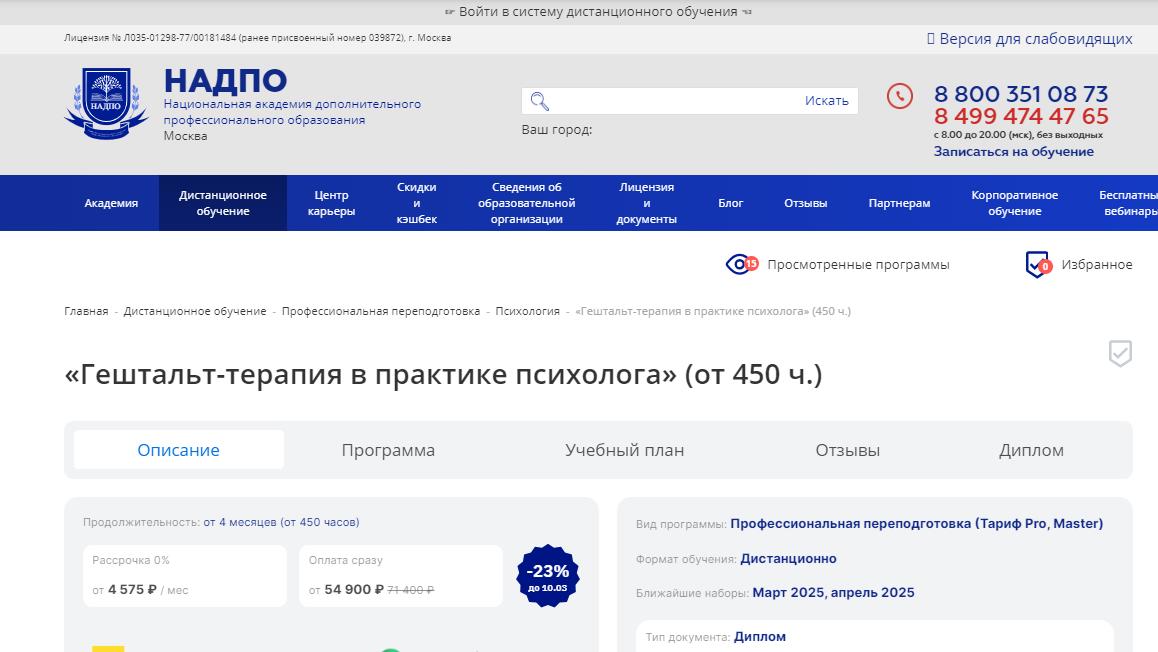 ☞ Войти в систему дистанционного обучения ☜
Лицензия № Л035-01298-77/00181484 (ранее присвоенный номер 039872), г. Москва
Версия для слабовидящих
НАДПО
НАДПО
Национальная академия дополнительного
профессионального образования
Москва
Искать
Ваш город:
8 800 351 08 73
8 499 474 47 65
с 8.00 до 20.00 (мск), без выходных
Записаться на обучение
Академия
Дистанционное
обучение
Центр
карьеры
Скидки
и
кэшбек
Сведения об
образовательной
организации
Лицензия
и
документы
Блог
Отзывы
Партнерам
Корпоративное
обучение
Бесплатны
вебинары
15 Просмотренные программы
0 Избранное
Главная - Дистанционное обучение - Профессиональная переподготовка - Психология - «Гештальт-терапия в практике психолога» (450 ч.)
«Гештальт-терапия в практике психолога» (от 450 ч.)
Описание
Программа
Учебный план
Отзывы
Диплом
Продолжительность: от 4 месяцев (от 450 часов)
Рассрочка 0%
от 4 575 ₽ / мес
Оплата сразу
от 54 900 ₽ 71 400 ₽
-23%
до 10.03
Вид программы: Профессиональная переподготовка (Тариф Pro, Master)
Формат обучения: Дистанционно
Ближайшие наборы: Март 2025, апрель 2025
Тип документа: Диплом